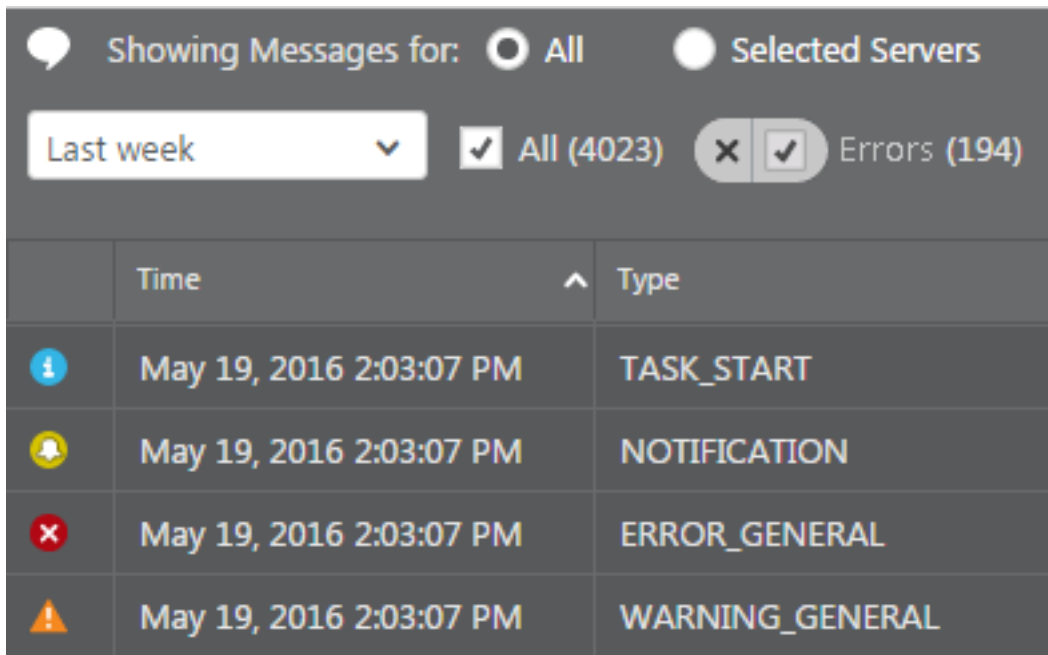 Showing Messages for: All Selected Servers
Last week All (4023) Errors (194)
Time Type
May 19, 2016 2:03:07 PM TASK_START
May 19, 2016 2:03:07 PM NOTIFICATION
May 19, 2016 2:03:07 PM ERROR_GENERAL
May 19, 2016 2:03:07 PM WARNING_GENERAL